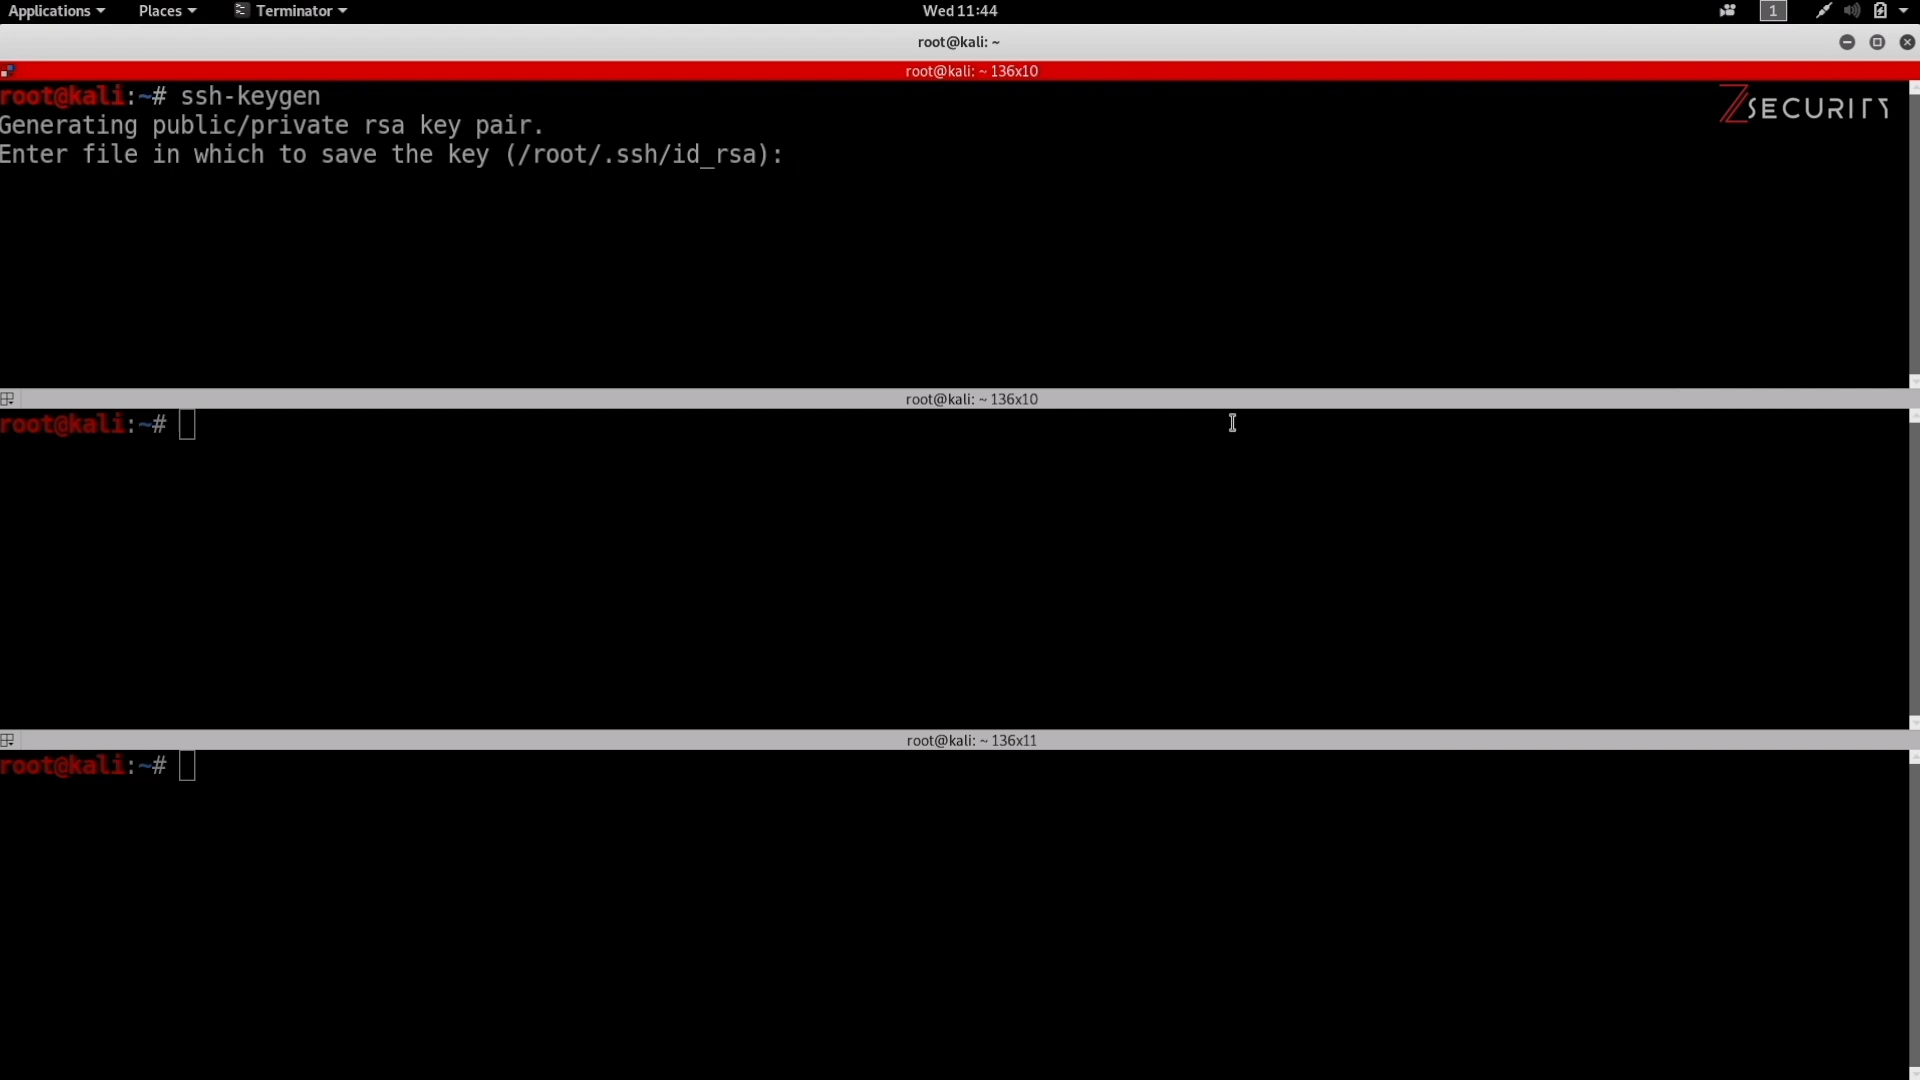 Applications Places Terminator Wed 11:44 1
root@kali: ~
root@kali: ~ 136x10
root@kali:~# ssh-keygen
ZSECURITY
Generating public/private rsa key pair.
Enter file in which to save the key (/root/.ssh/id_rsa):
root@kali: ~ 136x10
root@kali:~#
root@kali: ~ 136x11
root@kali:~#